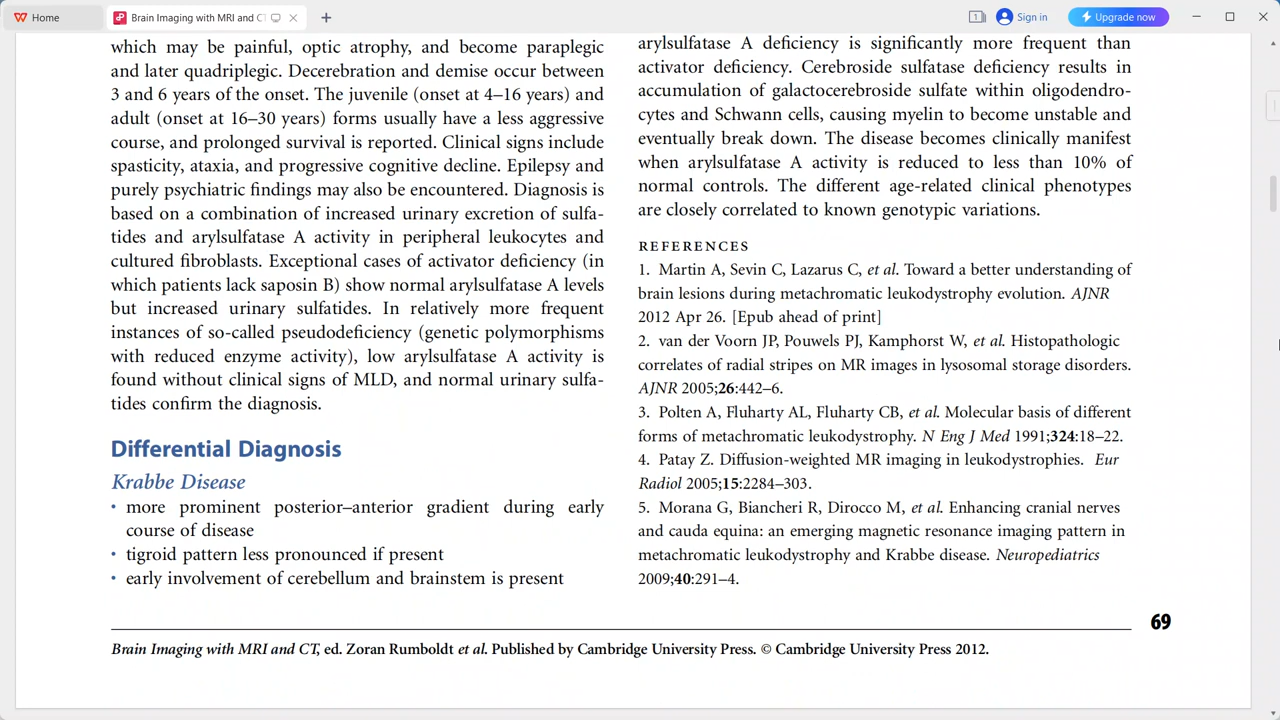 Home
Brain Imaging with MRI and C
1
Sign in
Upgrade now
which may be painful, optic atrophy, and become paraplegic
and later quadriplegic. Decerebration and demise occur between
3 and 6 years of the onset. The juvenile (onset at 4–16 years) and
adult (onset at 16–30 years) forms usually have a less aggressive
course, and prolonged survival is reported. Clinical signs include
spasticity, ataxia, and progressive cognitive decline. Epilepsy and
purely psychiatric findings may also be encountered. Diagnosis is
based on a combination of increased urinary excretion of sulfa-
tides and arylsulfatase A activity in peripheral leukocytes and
cultured fibroblasts. Exceptional cases of activator deficiency (in
which patients lack saposin B) show normal arylsulfatase A levels
but increased urinary sulfatides. In relatively more frequent
instances of so-called pseudodeficiency (genetic polymorphisms
with reduced enzyme activity), low arylsulfatase A activity is
found without clinical signs of MLD, and normal urinary sulfa-
tides confirm the diagnosis.
Differential Diagnosis
Krabbe Disease
• more prominent posterior–anterior gradient during early
course of disease
• tigroid pattern less pronounced if present
• early involvement of cerebellum and brainstem is present
arylsulfatase A deficiency is significantly more frequent than
activator deficiency. Cerebroside sulfatase deficiency results in
accumulation of galactocerebroside sulfate within oligodendro-
cytes and Schwann cells, causing myelin to become unstable and
eventually break down. The disease becomes clinically manifest
when arylsulfatase A activity is reduced to less than 10% of
normal controls. The different age-related clinical phenotypes
are closely correlated to known genotypic variations.
REFERENCES
1. Martin A, Sevin C, Lazarus C, et al. Toward a better understanding of
brain lesions during metachromatic leukodystrophy evolution. AJNR
2012 Apr 26. [Epub ahead of print]
2. van der Voorn JP, Pouwels PJ, Kamphorst W, et al. Histopathologic
correlates of radial stripes on MR images in lysosomal storage disorders.
AJNR 2005;26:442–6.
3. Polten A, Fluharty AL, Fluharty CB, et al. Molecular basis of different
forms of metachromatic leukodystrophy. N Eng J Med 1991;324:18–22.
4. Patay Z. Diffusion-weighted MR imaging in leukodystrophies. Eur
Radiol 2005;15:2284–303.
5. Morana G, Biancheri R, Dirocco M, et al. Enhancing cranial nerves
and cauda equina: an emerging magnetic resonance imaging pattern in
metachromatic leukodystrophy and Krabbe disease. Neuropediatrics
2009;40:291–4.
69
Brain Imaging with MRI and CT, ed. Zoran Rumboldt et al. Published by Cambridge University Press. © Cambridge University Press 2012.